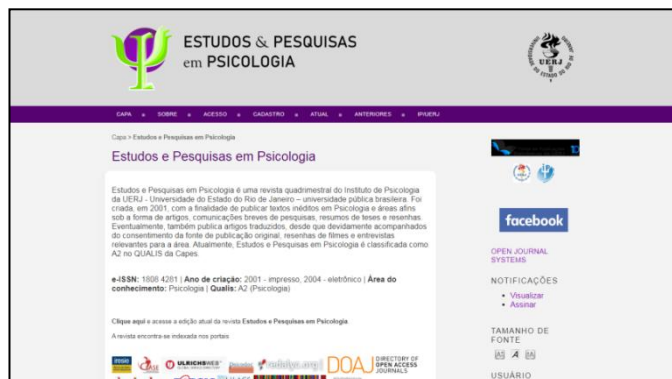 ESTUDOS & PESQUISAS
em PSICOLOGIA
UERJ
CAPA SOBRE ACESSO CADASTRO ATUAL ANTERIORES IP/UERJ
Capa > Estudos e Pesquisas em Psicologia
Estudos e Pesquisas em Psicologia
Estudos e Pesquisas em Psicologia é uma revista quadrimestral do Instituto de Psicologia
da UERJ - Universidade do Estado do Rio de Janeiro – universidade pública brasileira. Foi
criada, em 2001, com a finalidade de publicar textos inéditos em Psicologia e áreas afins
sob a forma de artigos, comunicações breves de pesquisas, resumos de teses e resenhas.
Eventualmente, também publica artigos traduzidos, desde que devidamente acompanhados
do consentimento da fonte de publicação original, resenhas de filmes e entrevistas
relevantes para a área. Atualmente, Estudos e Pesquisas em Psicologia é classificada como
A2 no QUALIS da Capes.
e-ISSN: 1808 4281 | Ano de criação: 2001 - impresso, 2004 - eletrônico | Área do
conhecimento: Psicologia | Qualis: A2 (Psicologia)
Clique aqui e acesse a edição atual da revista Estudos e Pesquisas em Psicologia.
A revista encontra-se indexada nos portais
ULRICHSWEB
redalyc.org
DOAJ DIRECTORY OF
OPEN ACCESS
JOURNALS
facebook
OPEN JOURNAL
SYSTEMS
NOTIFICAÇÕES
Visualizar
Assinar
TAMANHO DE
FONTE
USUÁRIO